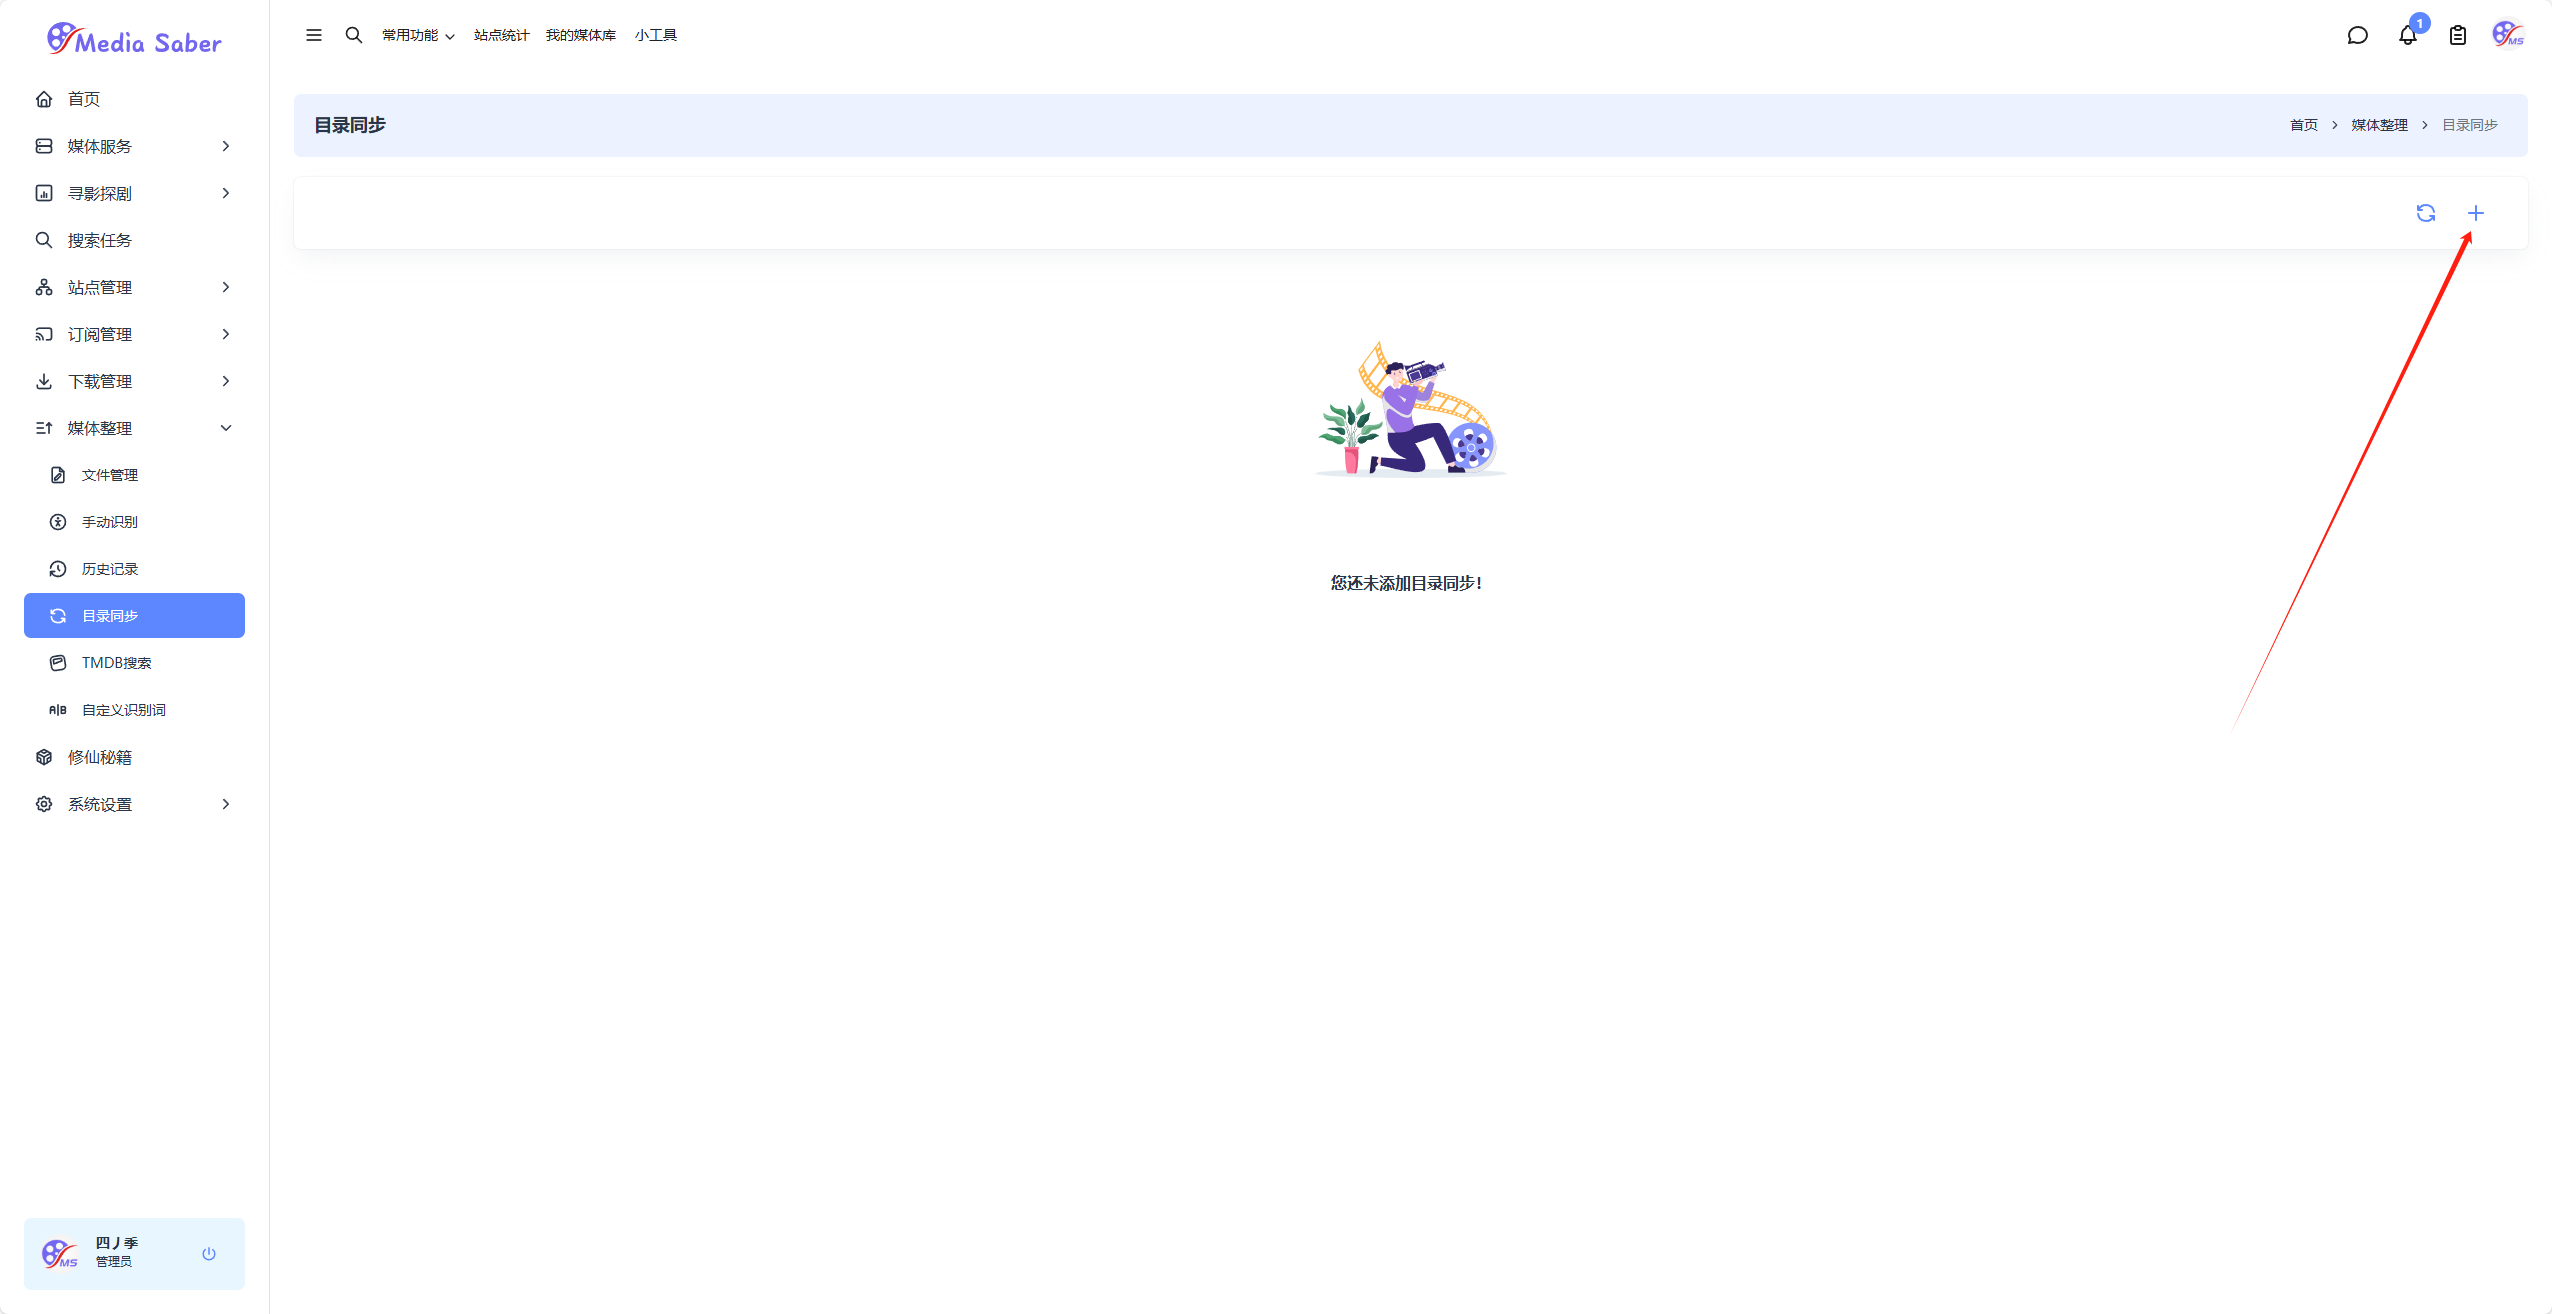 Media Saber
首页
媒体服务
寻影探剧
搜索任务
站点管理
订阅管理
下载管理
媒体整理
文件管理
手动识别
历史记录
目录同步
TMDB搜索
A|B 自定义识别词
修仙秘籍
系统设置
四丿季
管理员
MS
常用功能 站点统计 我的媒体库 小工具
1
MS
目录同步
首页 > 媒体整理 > 目录同步
您还未添加目录同步!